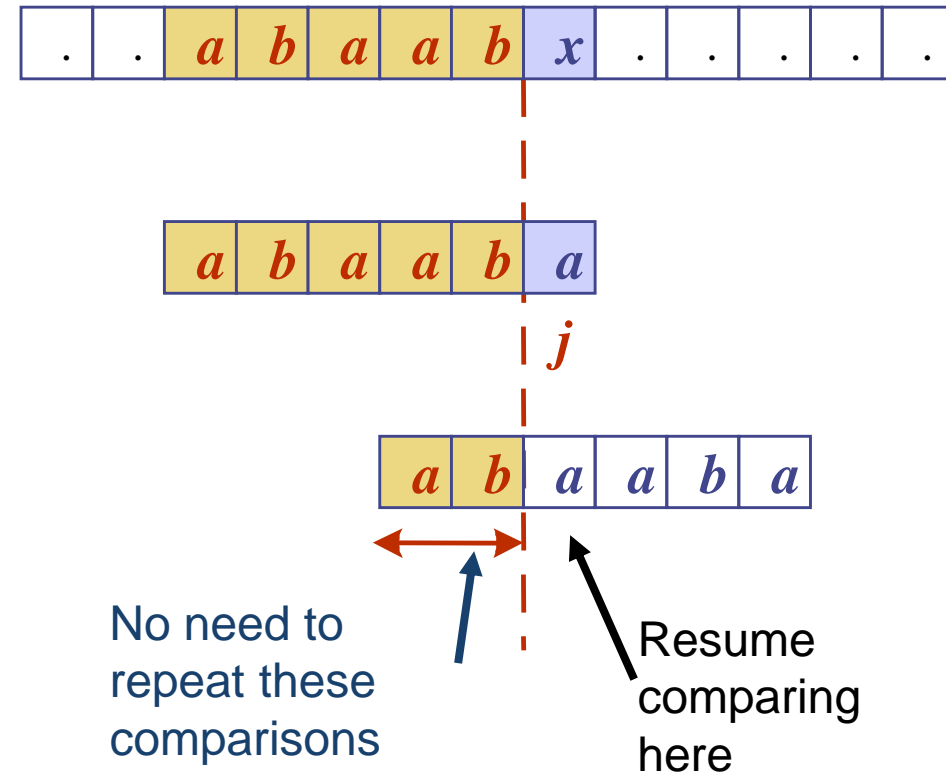 . . a b a a b x . . . . .
a b a a b a
j
a b a a b a
No need to
repeat these
comparisons
Resume
comparing
here